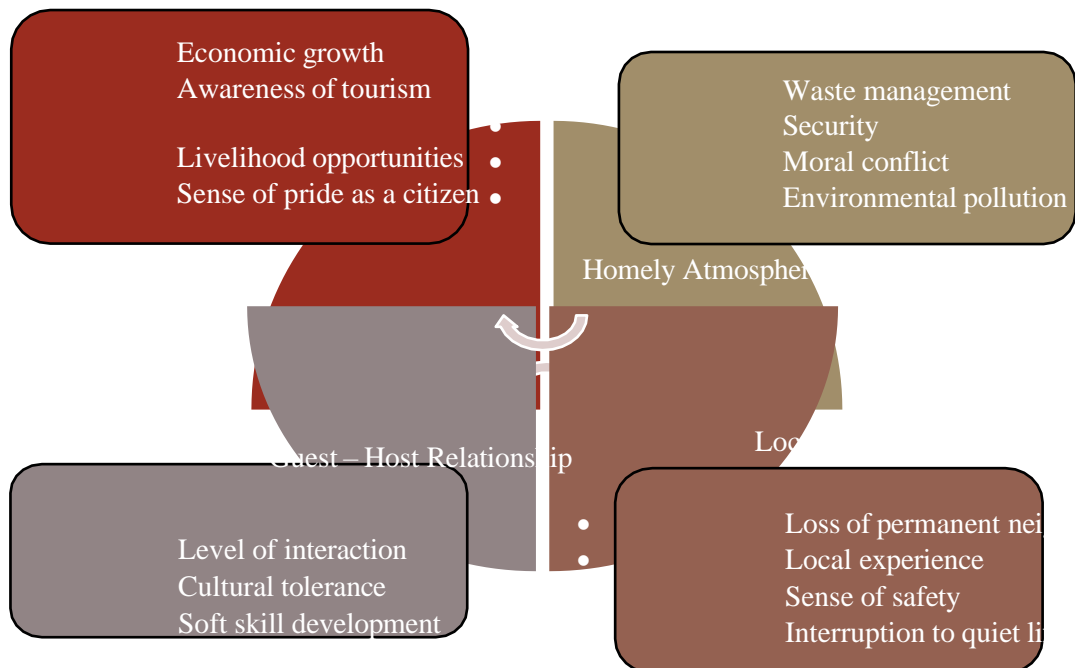 Economic growth
Awareness of tourism
Livelihood opportunities
Sense of pride as a citizen
Waste management
Security
Moral conflict
Environmental pollution
Homely
Guest – Host Relationship
Level of interaction
Cultural tolerance
Soft skill development
Loss of permanent
Local experience
Sense of safety
Interruption to quiet